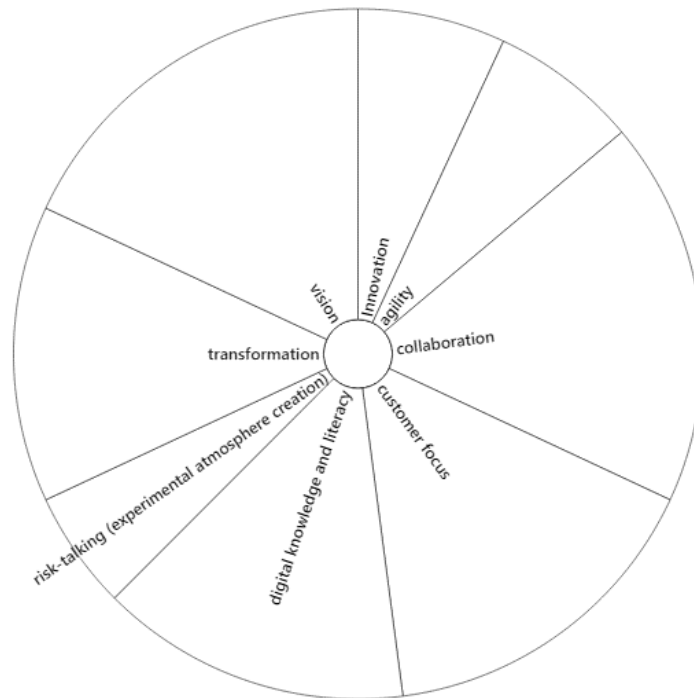 Innovation
agility
collaboration
customer focus
digital knowledge and literacy
risk-talking (experimental atmosphere creation)
transformation
vision